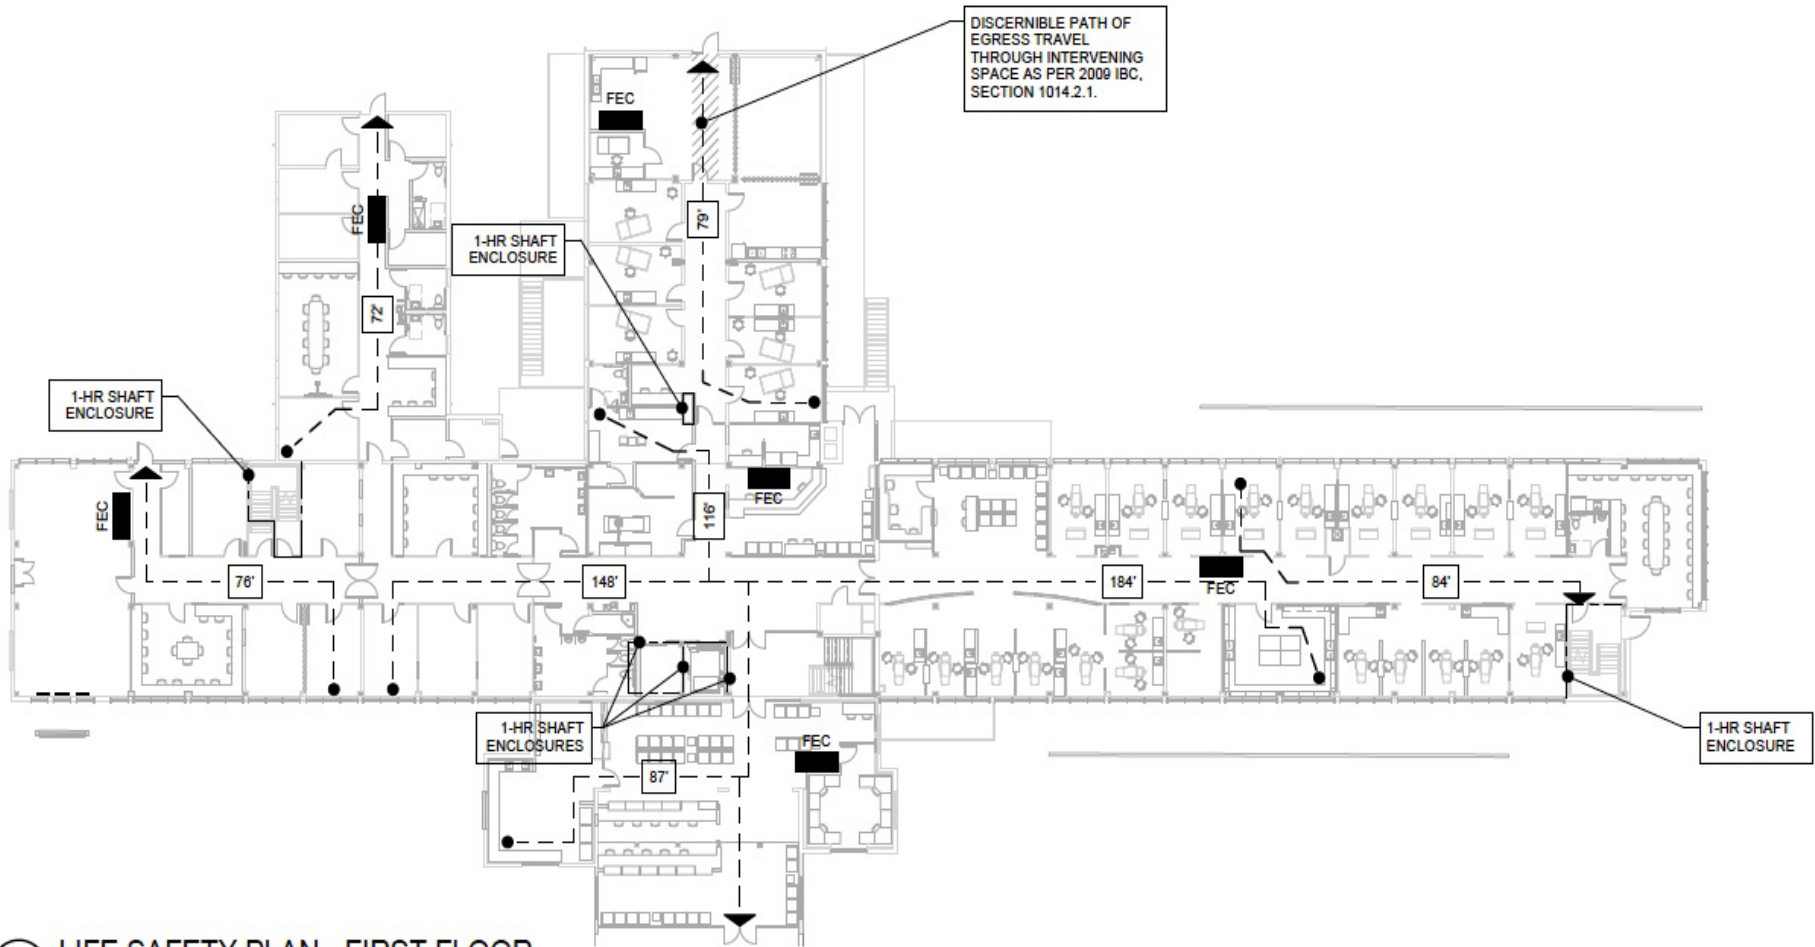 DISCERNIBLE PATH OF
EGRESS TRAVEL
THROUGH INTERVENING
SPACE AS PER 2009 IBC,
SECTION 1014.2.1.
FEC
FEC
79'
1-HR SHAFT
ENCLOSURE
72'
1-HR SHAFT
ENCLOSURE
FEC
FEC
116'
76'
148'
184'
FEC
84'
1-HR SHAFT
ENCLOSURES
FEC
1-HR SHAFT
ENCLOSURE
87'
LIFE SAFETY PLAN - FIRST FLOOR